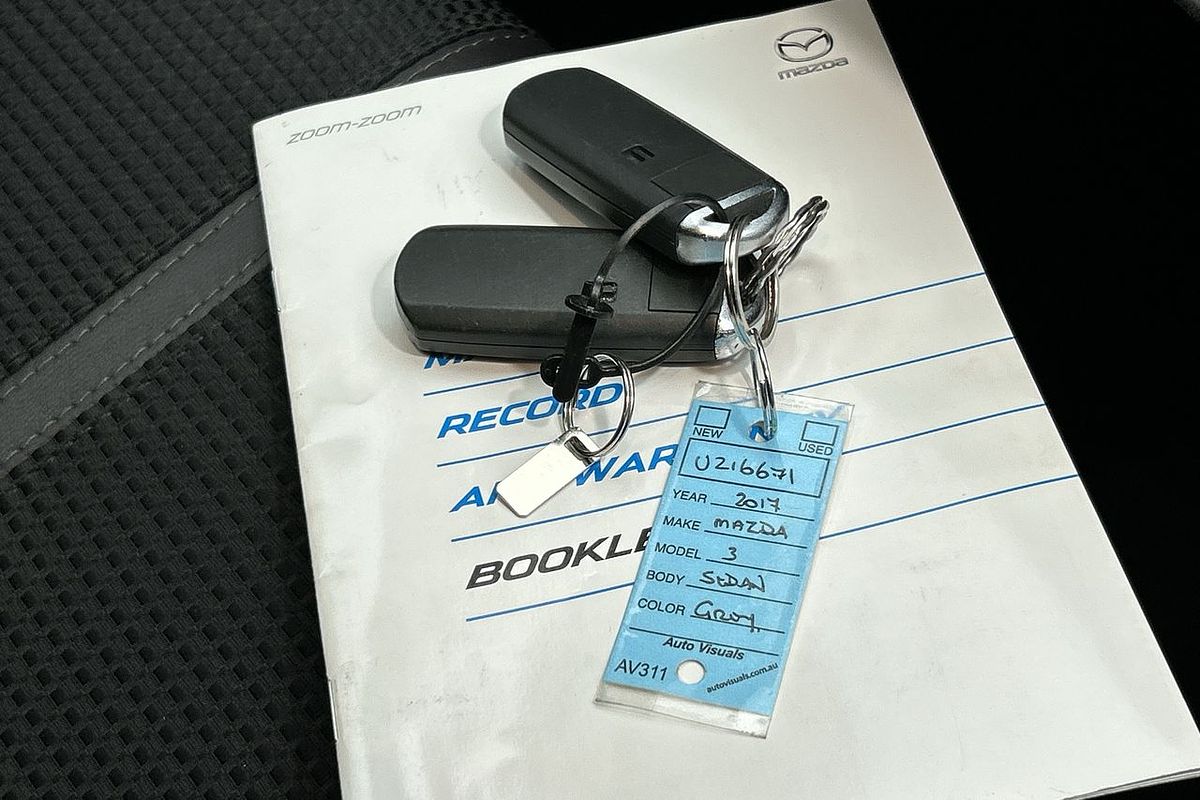 zoom-zoom
mazda
RECORD
BOOKLE
NEW
USED
U216671
YEAR 2017
MAKE MAZDA
MODEL 3
BODY SEDAN
COLOR GREY
Auto Visuals
AV311
autovisuals.com.au